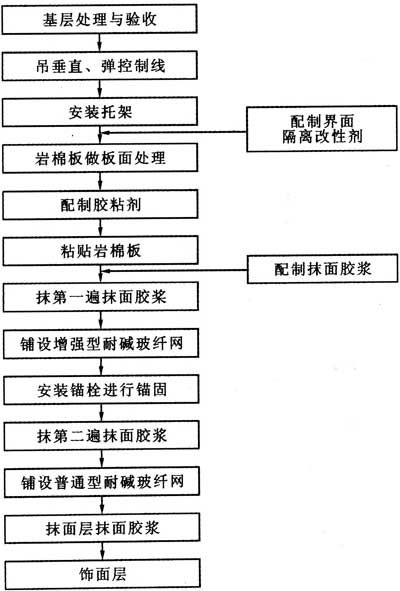 基层处理与验收
吊垂直、弹控制线
安装托架
配制界面
隔离改性剂
岩棉板做板面处理
配制胶粘剂
粘贴岩棉板
配制抹面胶浆
抹第一遍抹面胶浆
铺设增强型耐碱玻纤网
安装锚栓进行锚固
抹第二遍抹面胶浆
铺设普通型耐碱玻纤网
抹面层抹面胶浆
饰面层